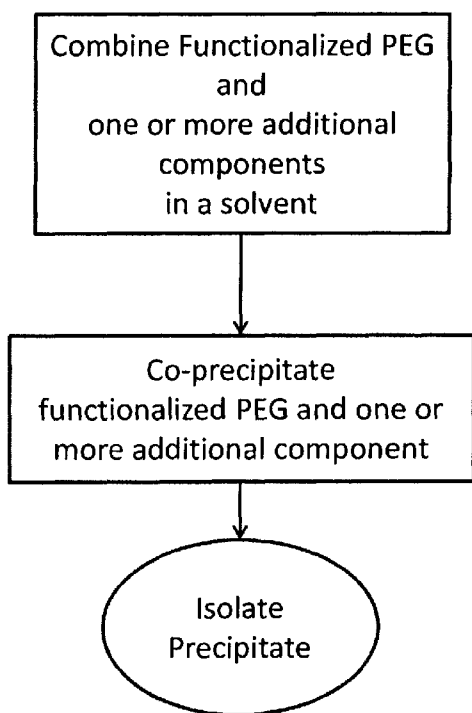 Combine Functionalized PEG
and
one or more additional
components
in a solvent
Co-precipitate
functionalized PEG and one or
more additional component
Isolate
Precipitate